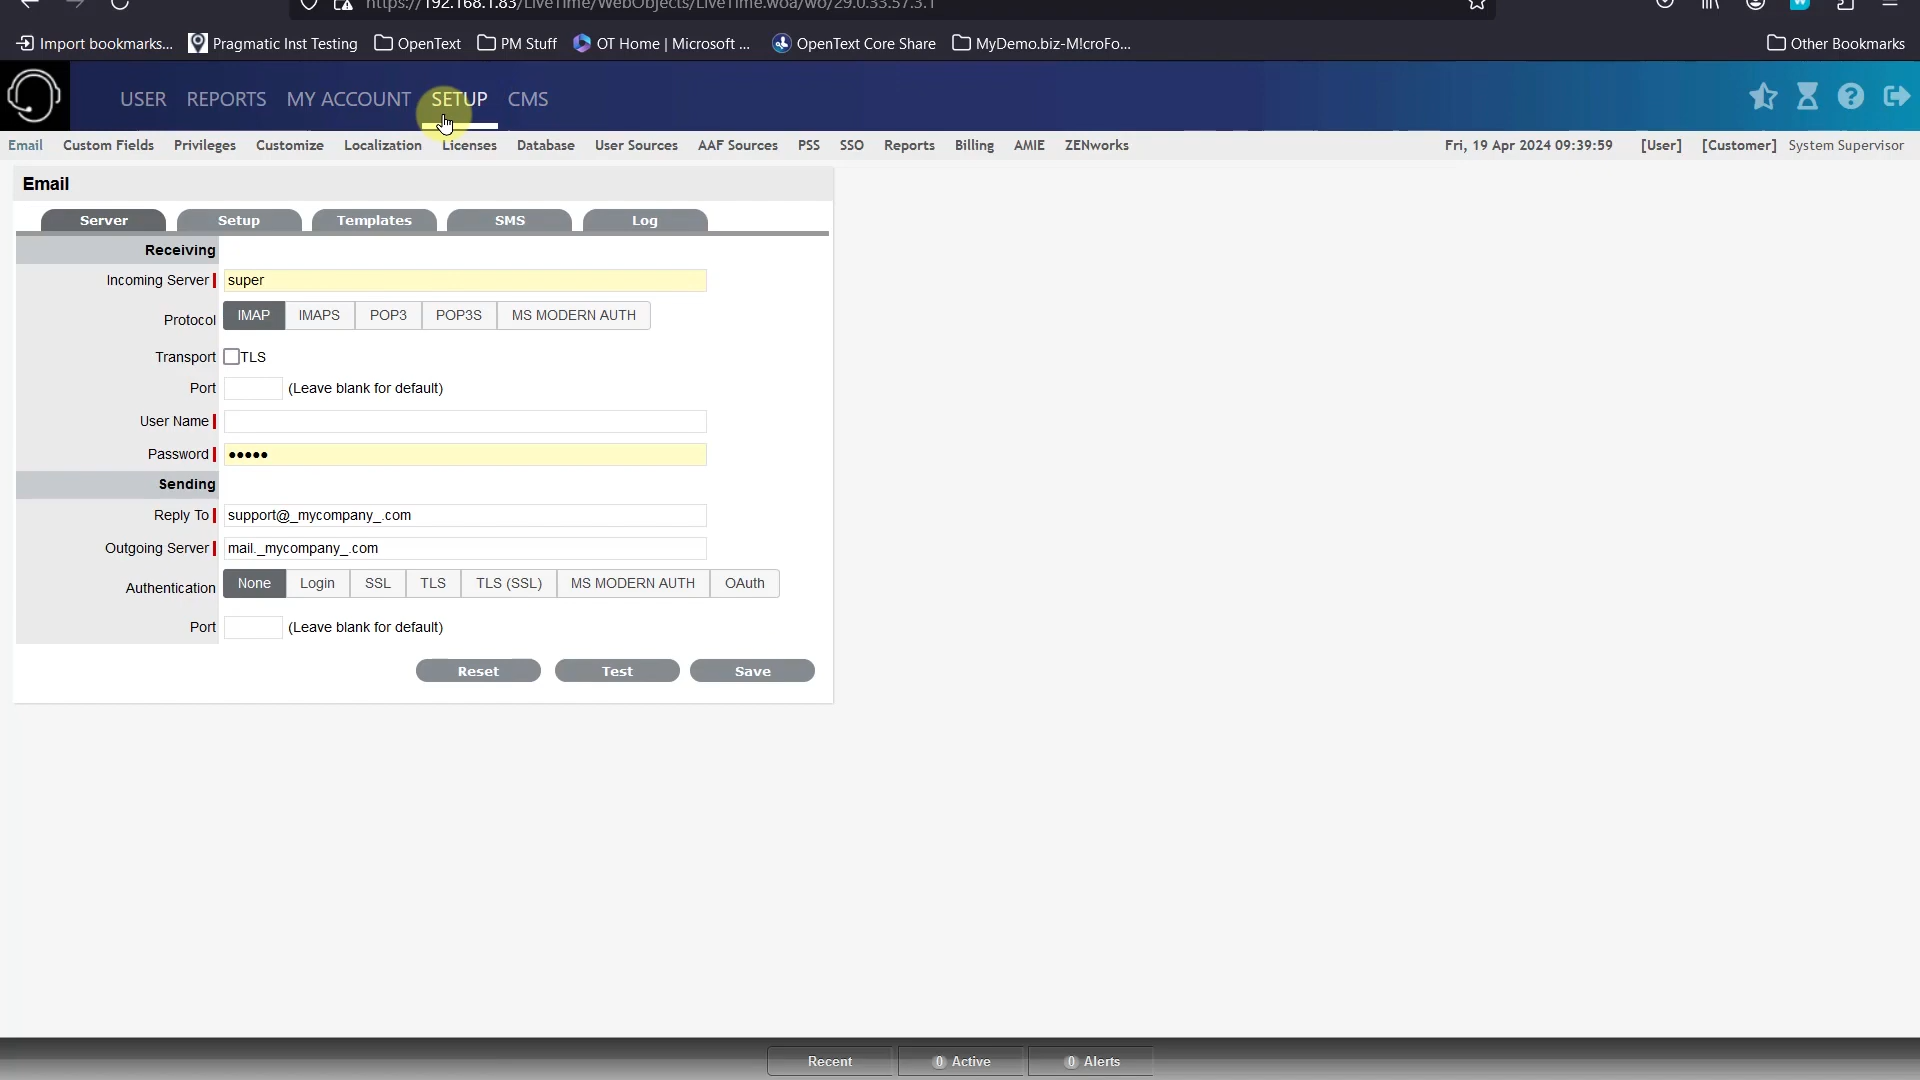 https://192.168.1.83/LiveTime/WebObjects/LiveTime.woa/wo/29.0.33.57.3.1
Import bookmarks... Pragmatic Inst Testing OpenText PM Stuff OT Home | Microsoft ... OpenText Core Share MyDemo.biz-M!croFo... Other Bookmarks
USER REPORTS MY ACCOUNT SETUP CMS
Email Custom Fields Privileges Customize Localization Licenses Database User Sources AAF Sources PSS SSO Reports Billing AMIE ZENworks Fri, 19 Apr 2024 09:39:59 [User] [Customer] System Supervisor
Email
Server Setup Templates SMS Log
Receiving
Incoming Server super
Protocol IMAP IMAPS POP3 POP3S MS MODERN AUTH
Transport TLS
Port (Leave blank for default)
User Name
Password •••••
Sending
Reply To support@_mycompany_.com
Outgoing Server mail._mycompany_.com
Authentication None Login SSL TLS TLS (SSL) MS MODERN AUTH OAuth
Port (Leave blank for default)
Reset Test Save
Recent 0 Active 0 Alerts